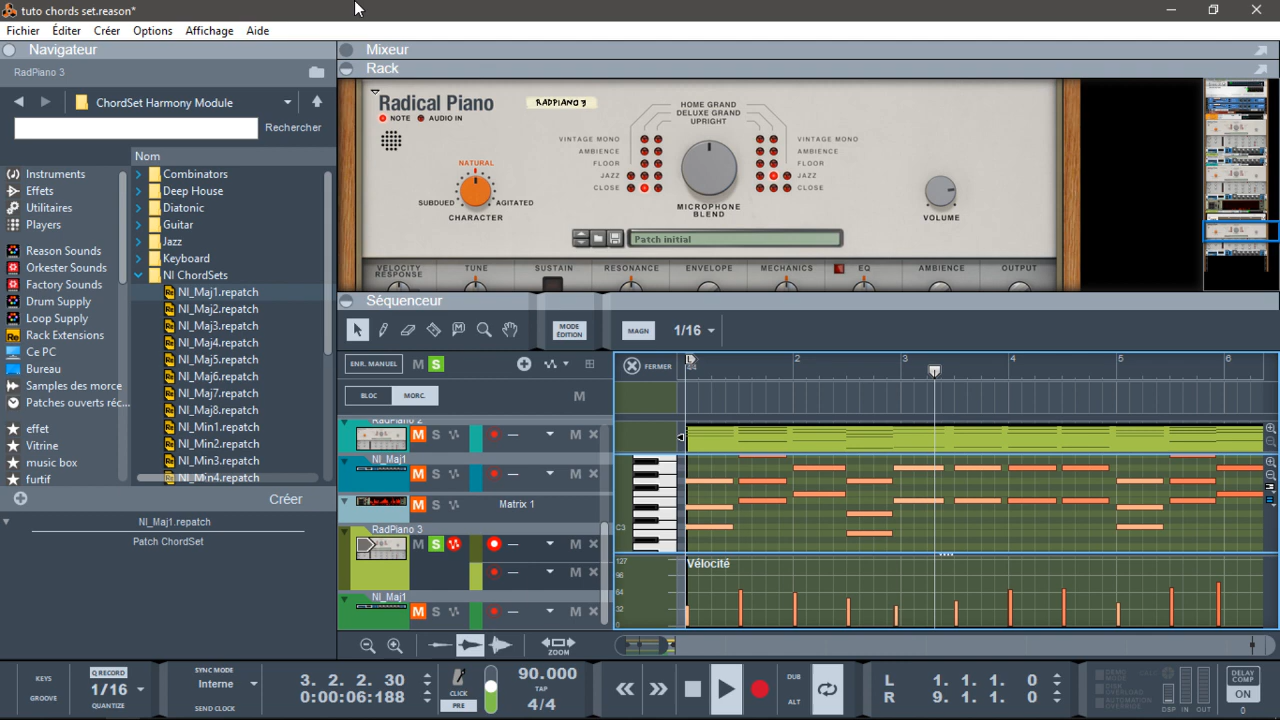 tuto chords set.reason*
Fichier Éditer Créer Options Affichage Aide
Navigateur
RadPiano 3
ChordSet Harmony Module
Rechercher
Nom
Instruments
Effets
Utilitaires
Players
Reason Sounds
Orkester Sounds
Factory Sounds
Drum Supply
Loop Supply
Rack Extensions
Ce PC
Bureau
Samples des morce
Patches ouverts réc...
effet
Vitrine
music box
furtif
Combinators
Deep House
Diatonic
Guitar
Jazz
Keyboard
NI ChordSets
NI_Maj1.repatch
NI_Maj2.repatch
NI_Maj3.repatch
NI_Maj4.repatch
NI_Maj5.repatch
NI_Maj6.repatch
NI_Maj7.repatch
NI_Maj8.repatch
NI_Min1.repatch
NI_Min2.repatch
NI_Min3.repatch
NI_Min4.repatch
Créer
NI_Maj1.repatch
Patch ChordSet
Mixeur
Rack
Radical Piano
RADPIANO 3
NOTE AUDIO IN
HOME GRAND
DELUXE GRAND
UPRIGHT
VINTAGE MONO VINTAGE MONO
AMBIENCE AMBIENCE
FLOOR FLOOR
JAZZ JAZZ
CLOSE CLOSE
NATURAL
SUBDUED AGITATED
CHARACTER
MICROPHONE
BLEND
VOLUME
Patch initial
VELOCITY
RESPONSE
TUNE SUSTAIN RESONANCE ENVELOPE MECHANICS EQ AMBIENCE OUTPUT
Séquenceur
MODE
ÉDITION
MAGN 1/16
ENR. MANUEL M S
FERMER
4/4
2 3 4 5 6
BLOC MORC. M
RadPiano 2
M S M
NI_Maj1
M S M
M Matrix 1
RadPiano 3
M S M
M
NI_Maj1
M S M
C3
Vélocité
127
96
64
32
0
ZOOM
KEYS
GROOVE
Q RECORD
1/16
QUANTIZE
SYNC MODE
Interne
SEND CLOCK
3. 2. 2. 30
0:00:06:188
CLICK
PRE
90.000
TAP
4/4
DUB
ALT
L 1. 1. 1. 0
R 9. 1. 1. 0
DSP IN OUT
DELAY
COMP
ON
0